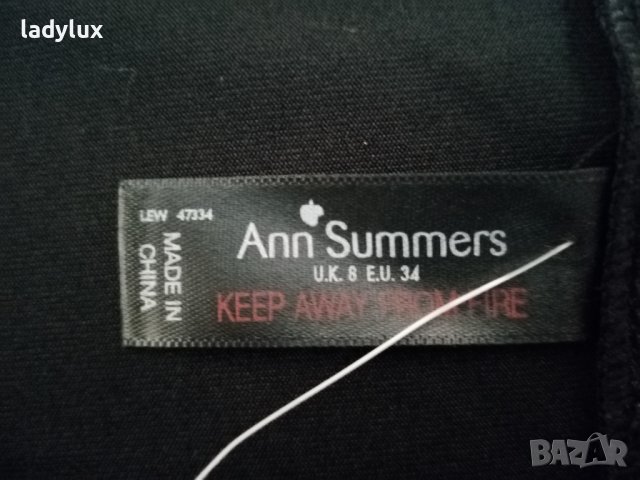 ladylux
LEW 47334
MADE IN
CHINA
Ann Summers
U.K. 8 E.U. 34
KEEP AWAY FROM FIRE
BAZAR